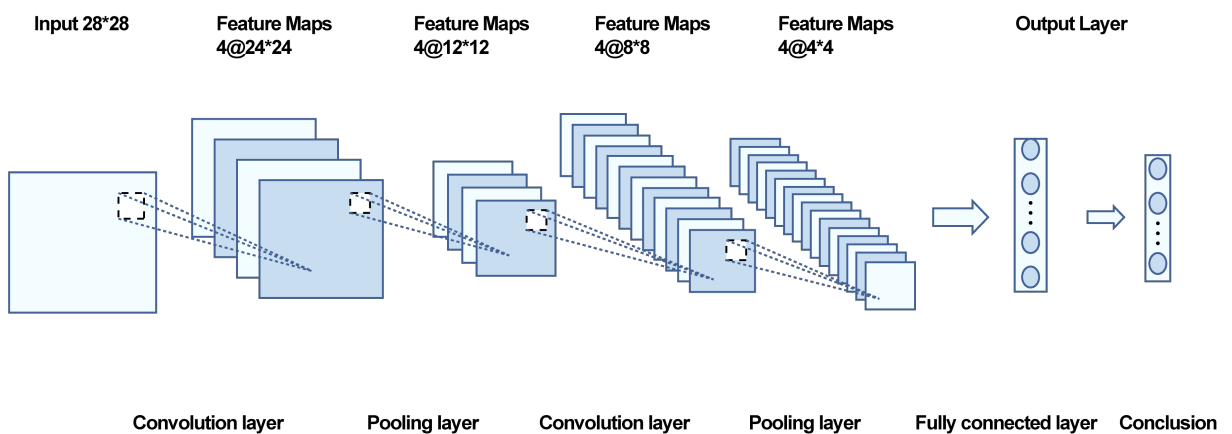 Input 28*28
Feature Maps
4@24*24
Feature Maps
4@12*12
Feature Maps
4@8*8
Feature Maps
4@4*4
Output Layer
Convolution layer
Pooling layer
Convolution layer
Pooling layer
Fully connected layer
Conclusion